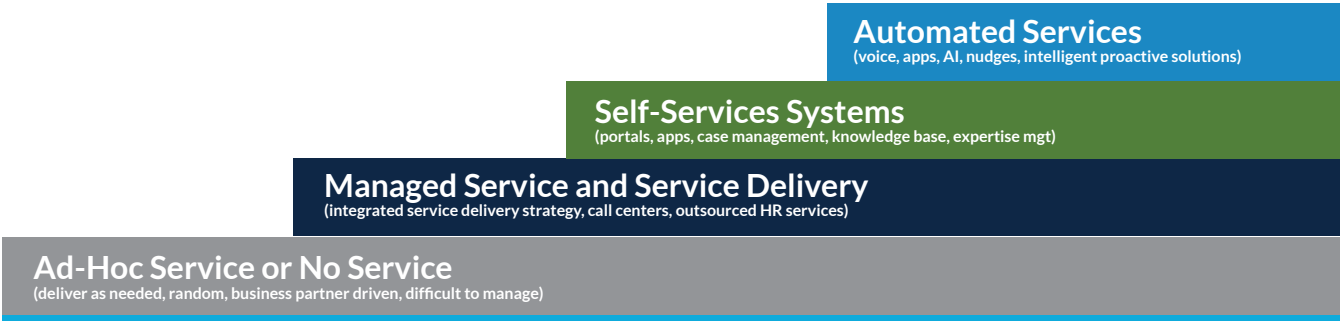 Automated Services
(voice, apps, AI, nudges, intelligent proactive solutions)
Self-Services Systems
(portals, apps, case management, knowledge base, expertise mgt)
Managed Service and Service Delivery
(integrated service delivery strategy, call centers, outsourced HR services)
Ad-Hoc Service or No Service
(deliver as needed, random, business partner driven, difficult to manage)